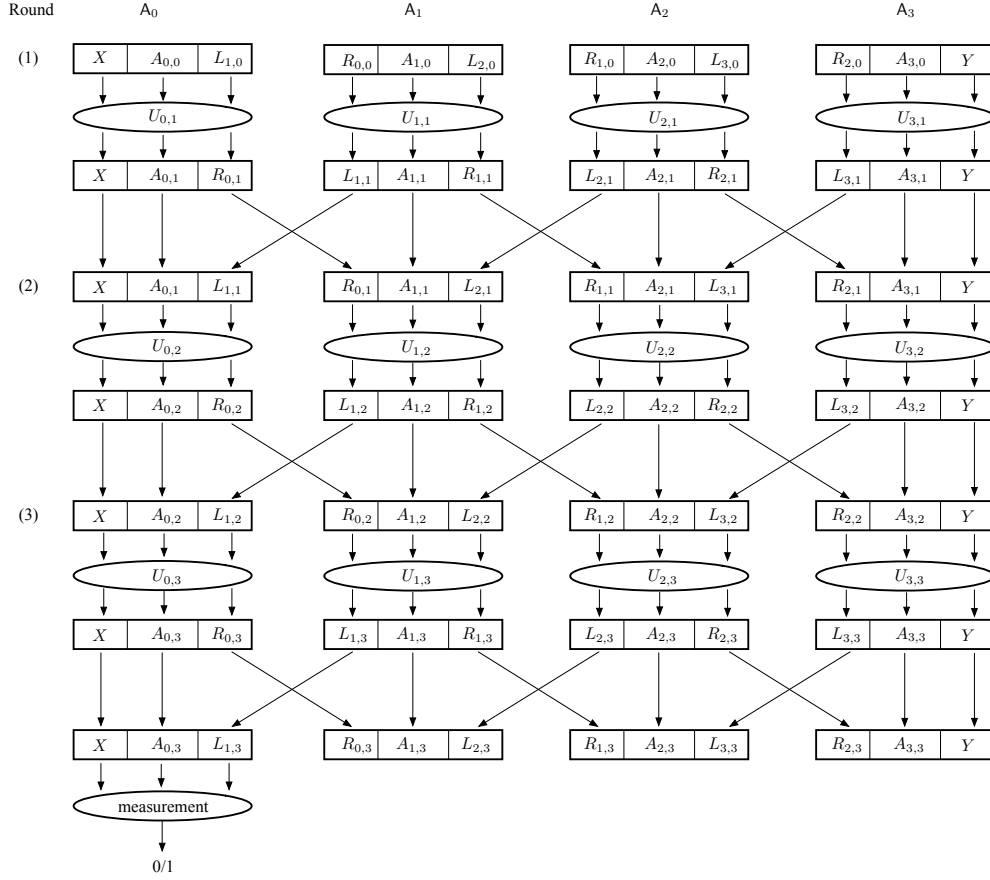 Round A₀ A₁ A₂ A₃
(1) X A₀,₀ L₁,₀ R₀,₀ A₁,₀ L₂,₀ R₁,₀ A₂,₀ L₃,₀ R₂,₀ A₃,₀ Y
U₀,₁ U₁,₁ U₂,₁ U₃,₁
X A₀,₁ R₀,₁ L₁,₁ A₁,₁ R₁,₁ L₂,₁ A₂,₁ R₂,₁ L₃,₁ A₃,₁ Y
(2) X A₀,₁ L₁,₁ R₀,₁ A₁,₁ L₂,₁ R₁,₁ A₂,₁ L₃,₁ R₂,₁ A₃,₁ Y
U₀,₂ U₁,₂ U₂,₂ U₃,₂
X A₀,₂ R₀,₂ L₁,₂ A₁,₂ R₁,₂ L₂,₂ A₂,₂ R₂,₂ L₃,₂ A₃,₂ Y
(3) X A₀,₂ L₁,₂ R₀,₂ A₁,₂ L₂,₂ R₁,₂ A₂,₂ L₃,₂ R₂,₂ A₃,₂ Y
U₀,₃ U₁,₃ U₂,₃ U₃,₃
X A₀,₃ R₀,₃ L₁,₃ A₁,₃ R₁,₃ L₂,₃ A₂,₃ R₂,₃ L₃,₃ A₃,₃ Y
X A₀,₃ L₁,₃ R₀,₃ A₁,₃ L₂,₃ R₁,₃ A₂,₃ L₃,₃ R₂,₃ A₃,₃ Y
measurement
0/1